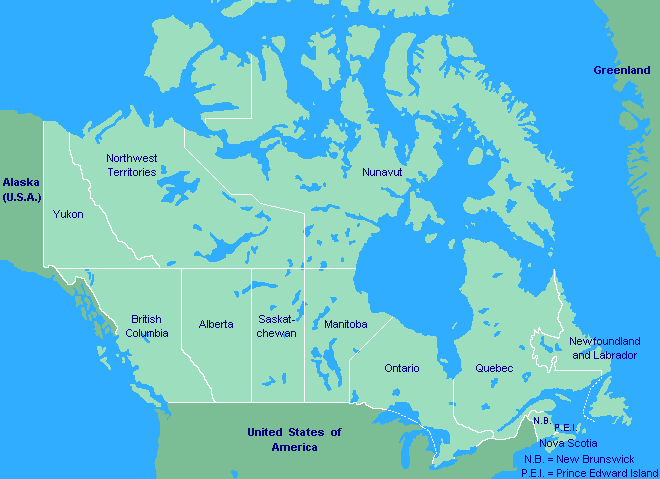 Greenland
Northwest
Territories
Nunavut
Alaska
(U.S.A.)
Yukon
British
Columbia
Alberta
Saskat-
chewan
Manitoba
Ontario
Quebec
Newfoundland
and Labrador
United States of
America
N.B.
P.E.I.
Nova Scotia
N.B. = New Brunswick
P.E.I. = Prince Edward Island